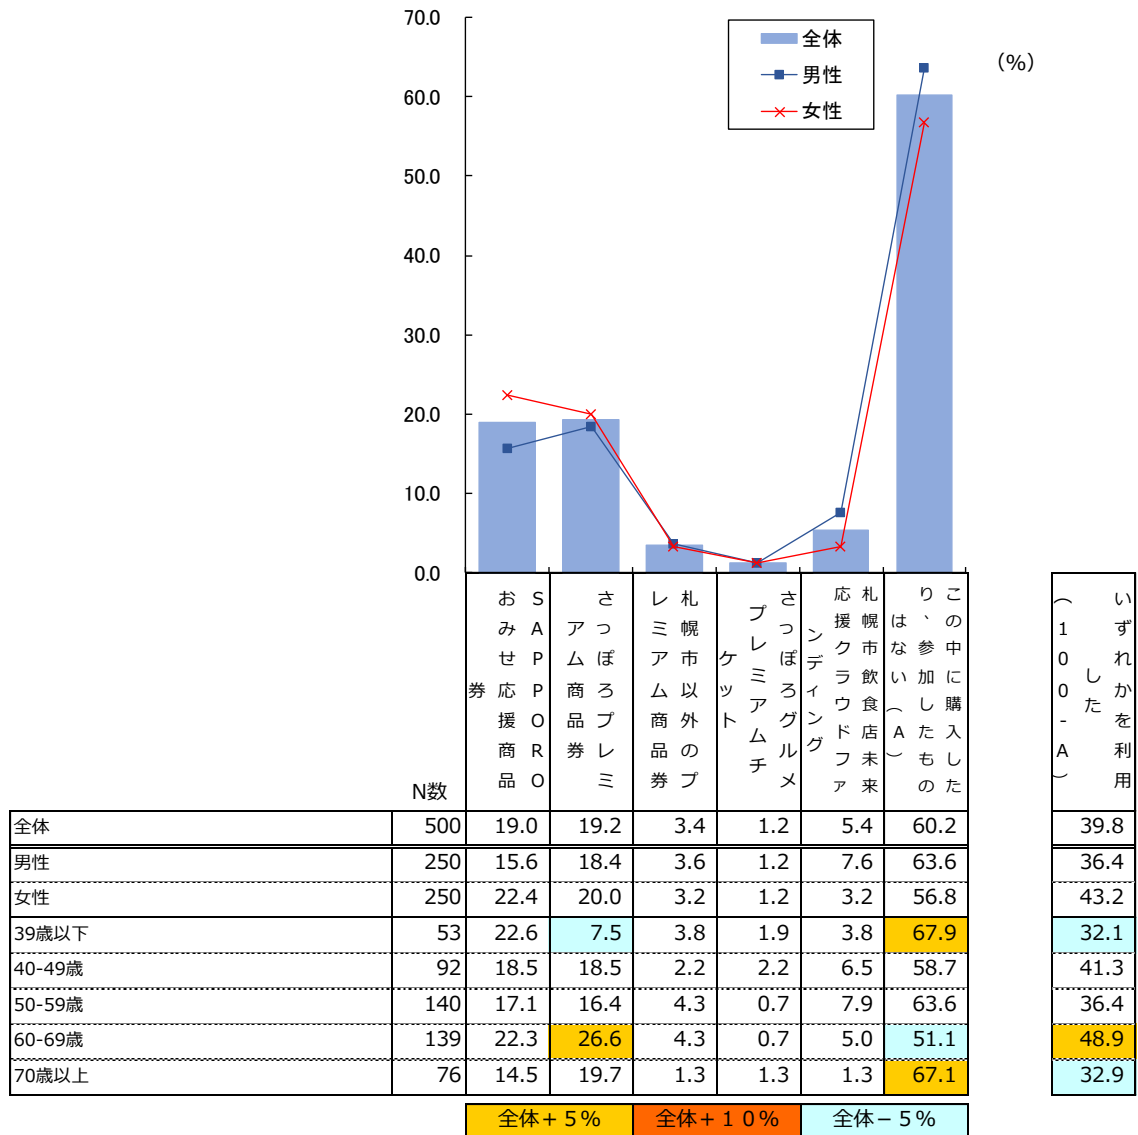 70.0
60.0
50.0
40.0
30.0
20.0
10.0
0.0
全体
男性
女性
（%）
N数
SAPPORO
おみせ応援商品
券
さっぽろプレミ
アム商品券
札幌市以外のプ
レミアム商品券
さっぽろグルメ
プレミアムチ
ケット
札幌市飲食店未来
応援クラウドファ
ンディング
この中に購入した
り、参加したもの
はない（A）
いずれかを利用
した
（100-A）
全体 500 19.0 19.2 3.4 1.2 5.4 60.2 39.8
男性 250 15.6 18.4 3.6 1.2 7.6 63.6 36.4
女性 250 22.4 20.0 3.2 1.2 3.2 56.8 43.2
39歳以下 53 22.6 7.5 3.8 1.9 3.8 67.9 32.1
40-49歳 92 18.5 18.5 2.2 2.2 6.5 58.7 41.3
50-59歳 140 17.1 16.4 4.3 0.7 7.9 63.6 36.4
60-69歳 139 22.3 26.6 4.3 0.7 5.0 51.1 48.9
70歳以上 76 14.5 19.7 1.3 1.3 1.3 67.1 32.9
全体＋５% 全体＋１０% 全体－５%